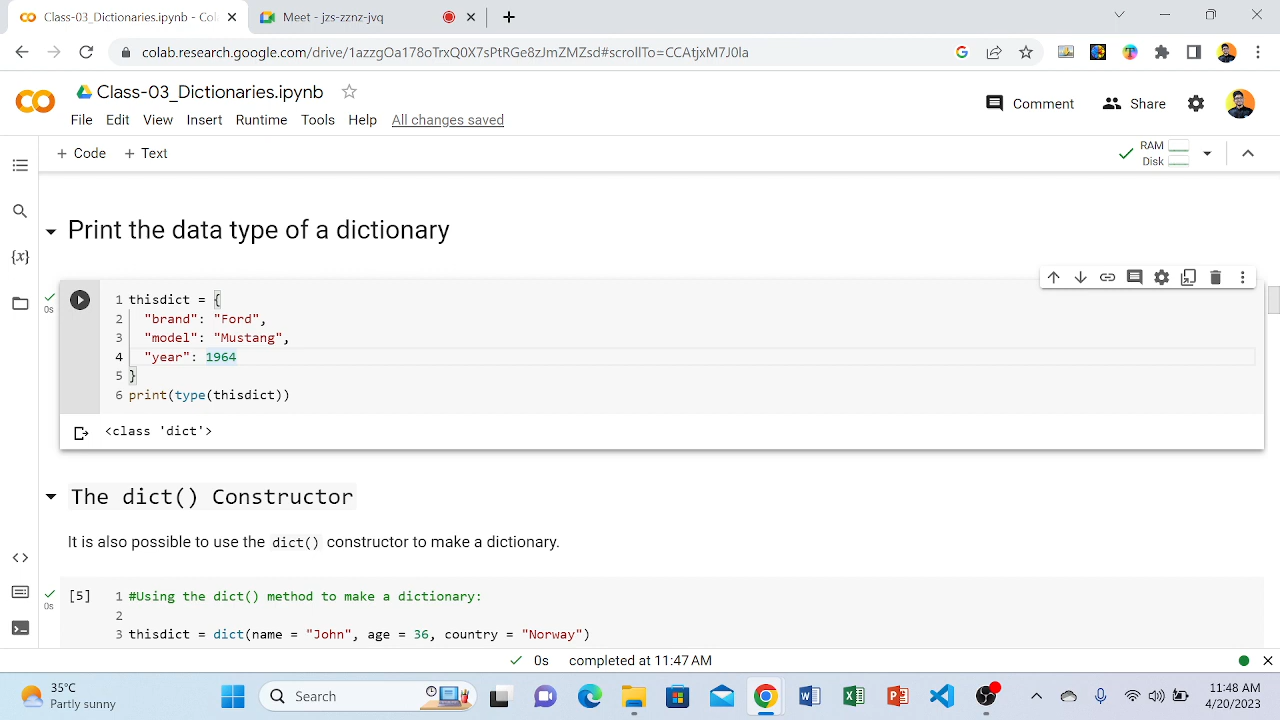 Class-03_Dictionaries.ipynb - Col
Meet - jzs-zznz-jvq
colab.research.google.com/drive/1azzgOa178oTrxQ0X7sPtRGe8zJmZMZsd#scrollTo=CCAtjxM7J0la
Class-03_Dictionaries.ipynb
File Edit View Insert Runtime Tools Help All changes saved
Comment Share
+ Code + Text
RAM
Disk
Print the data type of a dictionary
{x}
0s
1 thisdict = {
2 "brand": "Ford",
3 "model": "Mustang",
4 "year": 1964
5 }
6 print(type(thisdict))
<class 'dict'>
The dict() Constructor
It is also possible to use the dict() constructor to make a dictionary.
[5]
0s
1 #Using the dict() method to make a dictionary:
2
3 thisdict = dict(name = "John", age = 36, country = "Norway")
0s completed at 11:47 AM
35°C
Partly sunny
Search
11:48 AM
4/20/2023